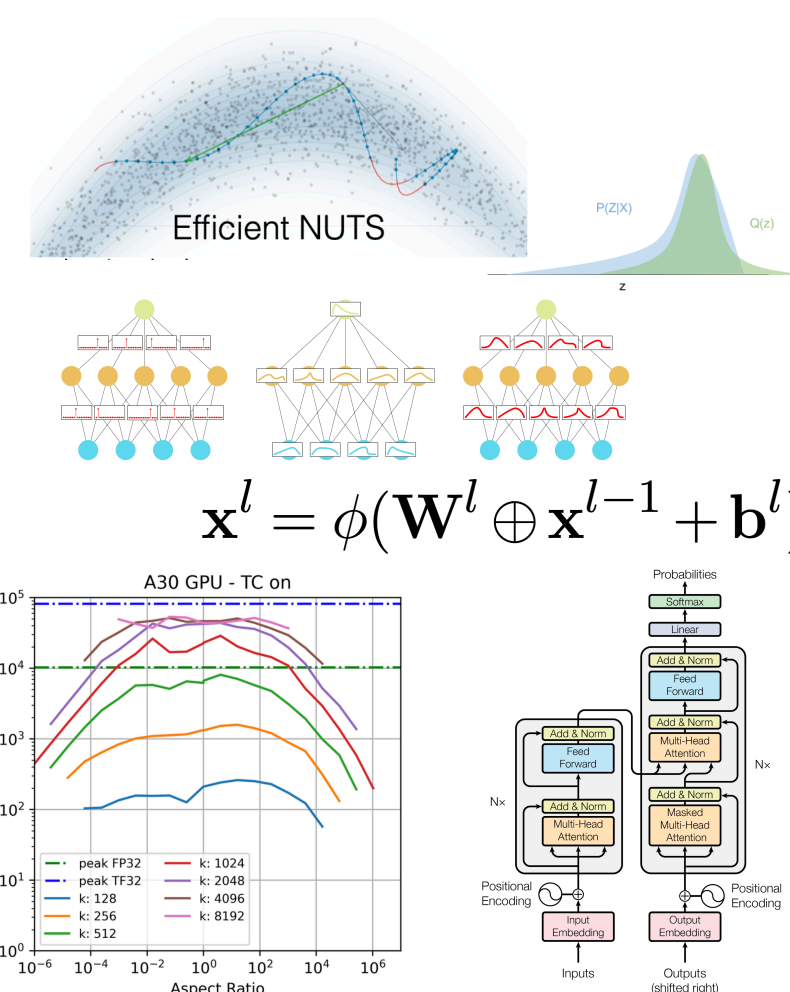 Efficient NUTS
P(Z|X)
Q(z)
z
x^l = ϕ(W^l ⊕ x^{l−1} + b^l
A30 GPU - TC on
10^5
10^4
10^3
10^2
10^1
10^0
10^−6
10^−4
10^−2
10^0
10^2
10^4
10^6
Aspect Ratio
peak FP32
peak TF32
k: 128
k: 256
k: 512
k: 1024
k: 2048
k: 4096
k: 8192
Probabilities
Softmax
Linear
Add & Norm
Feed
Forward
Add & Norm
Multi-Head
Attention
Add & Norm
Masked
Multi-Head
Attention
N×
Add & Norm
Feed
Forward
Add & Norm
Multi-Head
Attention
N×
Positional
Encoding
Positional
Encoding
Input
Embedding
Output
Embedding
Inputs
Outputs
(shifted right)